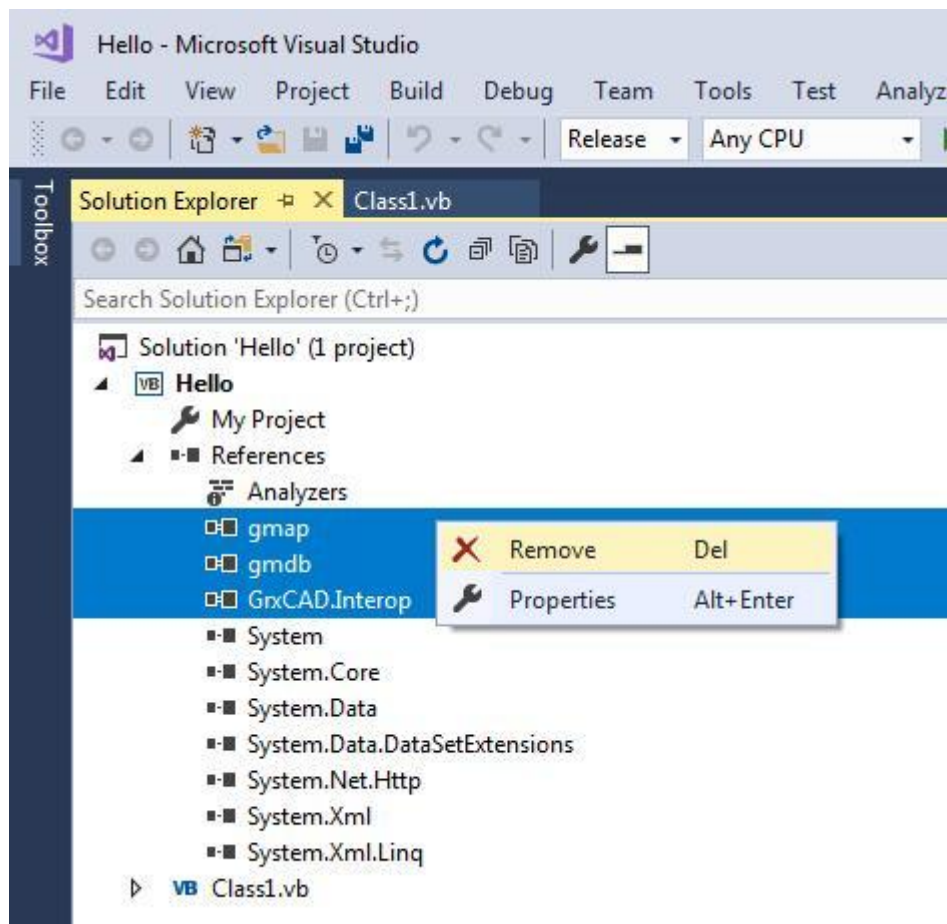 Hello - Microsoft Visual Studio
File Edit View Project Build Debug Team Tools Test Analyz
Release Any CPU
Toolbox
Solution Explorer Class1.vb
Search Solution Explorer (Ctrl+;)
Solution 'Hello' (1 project)
VB Hello
My Project
References
Analyzers
gmap
gmdb
GrxCAD.Interop
Remove Del
Properties Alt+Enter
System
System.Core
System.Data
System.Data.DataSetExtensions
System.Net.Http
System.Xml
System.Xml.Linq
VB Class1.vb